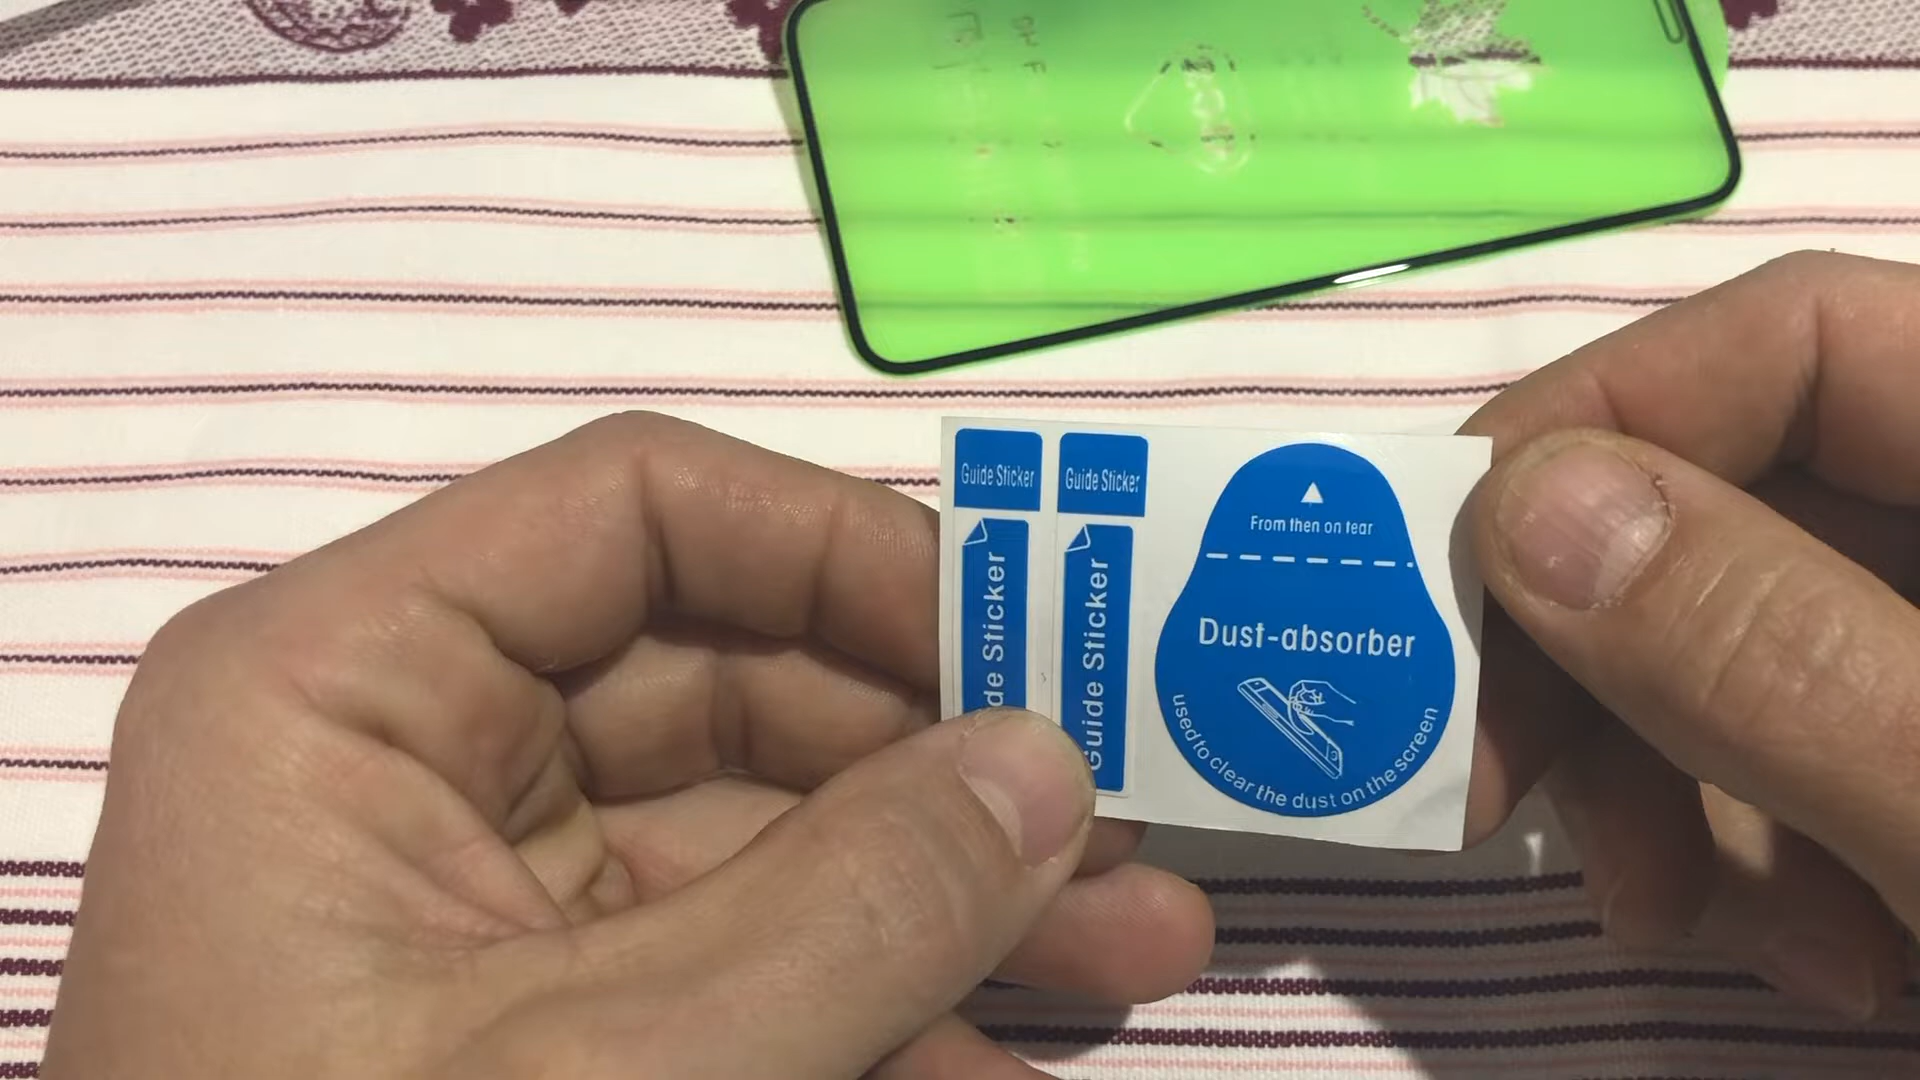 Guide Sticker
Guide Sticker
de Sticker
Guide Sticker
From then on tear
Dust-absorber
used to clear the dust on the screen